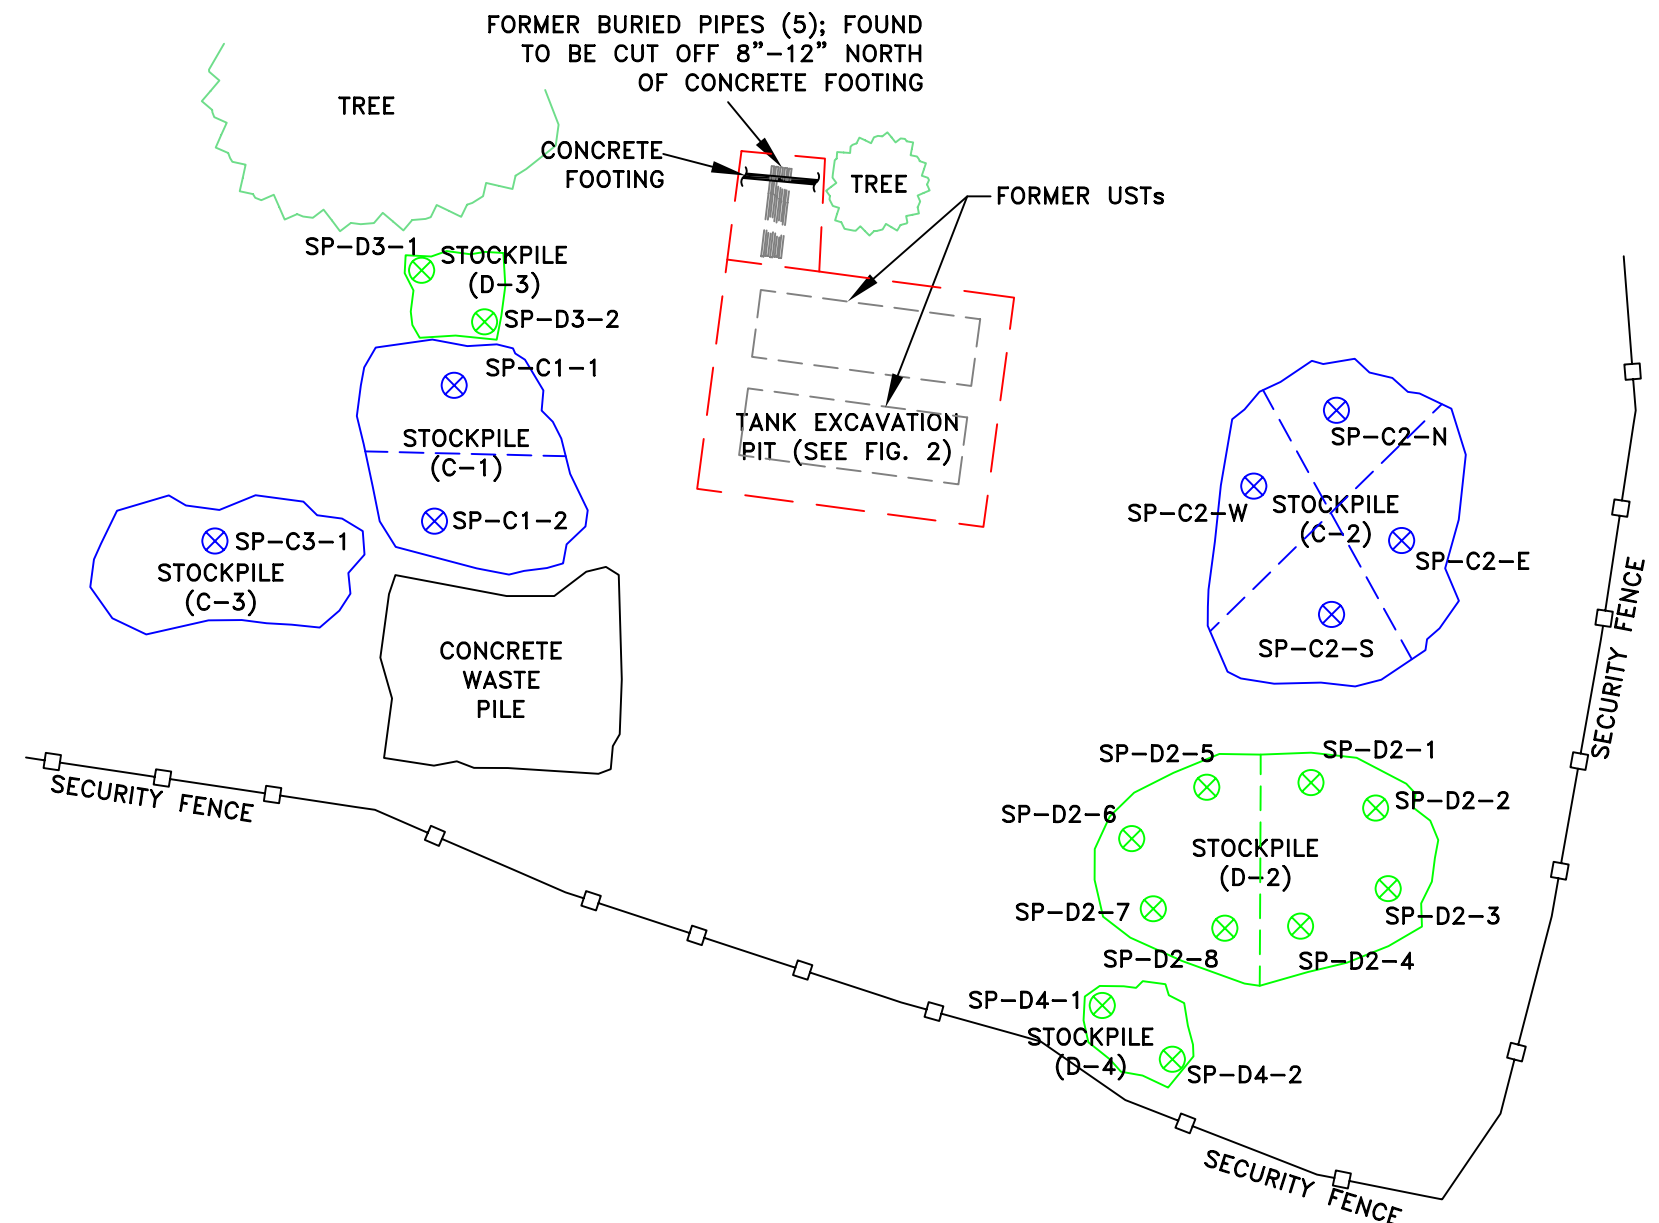 FORMER BURIED PIPES (5); FOUND
TO BE CUT OFF 8"-12" NORTH
OF CONCRETE FOOTING
TREE
CONCRETE
FOOTING
TREE
FORMER USTs
SP-D3-1
STOCKPILE
(D-3)
SP-D3-2
SP-C1-1
STOCKPILE
(C-1)
SP-C1-2
TANK EXCAVATION
PIT (SEE FIG. 2)
SP-C2-N
SP-C2-W
STOCKPILE
(C-2)
SP-C2-E
SP-C2-S
SP-C3-1
STOCKPILE
(C-3)
CONCRETE
WASTE
PILE
SECURITY FENCE
SECURITY FENCE
SP-D2-5
SP-D2-1
SP-D2-6
SP-D2-2
STOCKPILE
(D-2)
SP-D2-7
SP-D2-3
SP-D2-8
SP-D2-4
SP-D4-1
STOCKPILE
(D-4)
SP-D4-2
SECURITY FENCE